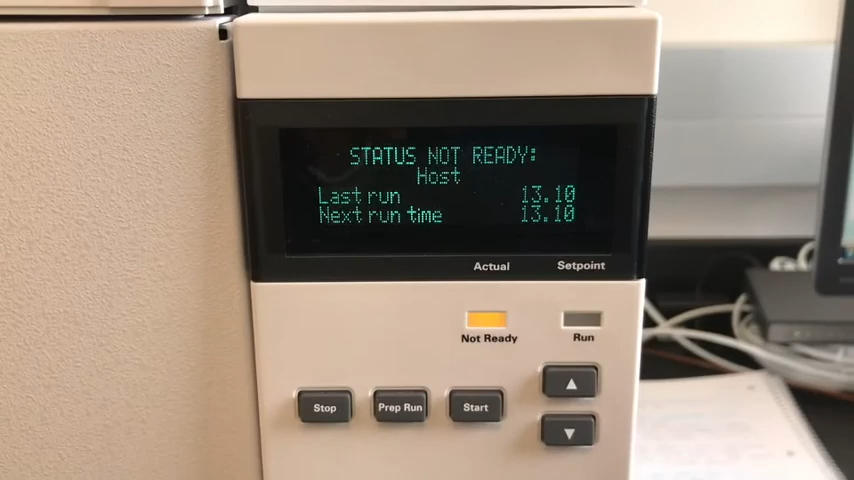 STATUS NOT READY:
Host
Last run 13.10
Next run time 13.10
Actual Setpoint
Not Ready Run
Stop Prep Run Start